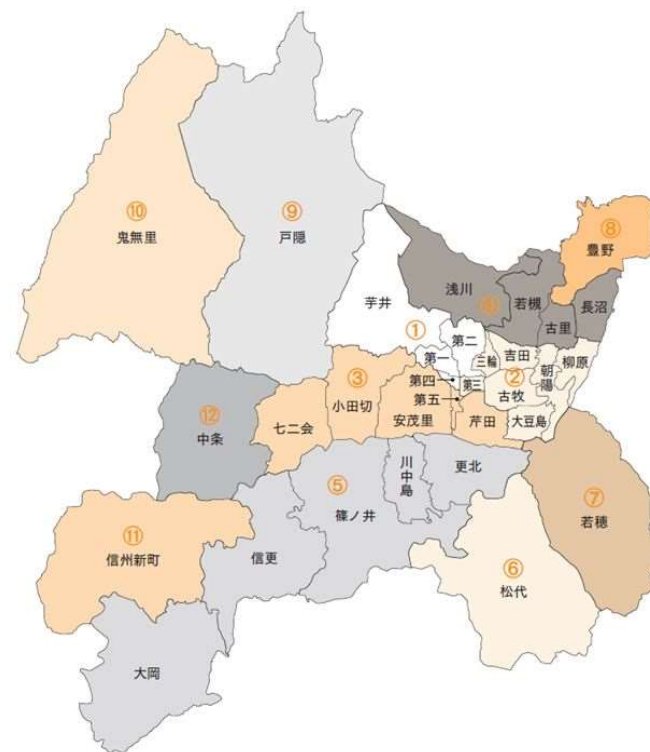 ⑩
鬼無里
⑨
戸隠
⑧
豊野
浅川
④
若槻
長沼
古里
芋井
①
第二
第一
三輪
吉田
②
朝陽
柳原
第四
第三
古牧
第五
大豆島
③
小田切
安茂里
芹田
七二会
⑫
中条
⑤
篠ノ井
川中島
更北
⑦
若穂
⑪
信州新町
信更
⑥
松代
大岡